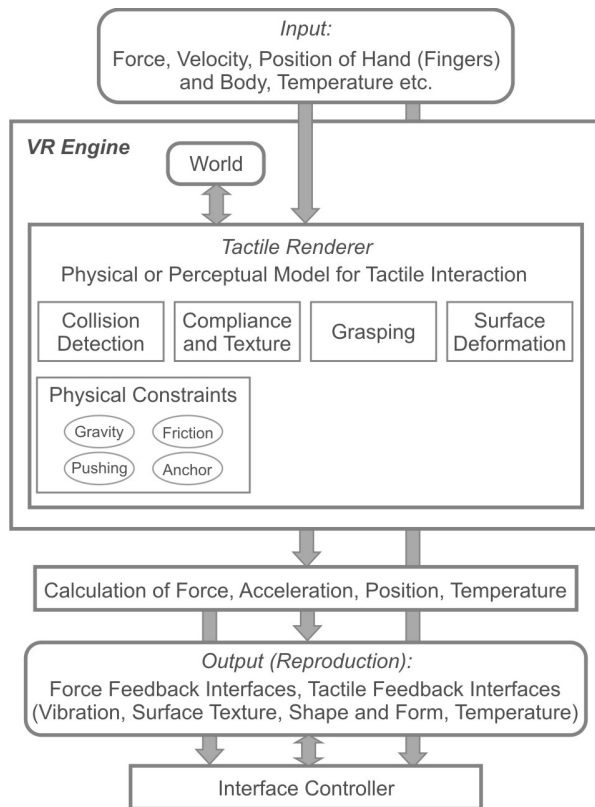 Input:
Force, Velocity, Position of Hand (Fingers)
and Body, Temperature etc.
VR Engine
World
Tactile Renderer
Physical or Perceptual Model for Tactile Interaction
Collision
Detection
Compliance
and Texture
Grasping
Surface
Deformation
Physical Constraints
Gravity
Friction
Pushing
Anchor
Calculation of Force, Acceleration, Position, Temperature
Output (Reproduction):
Force Feedback Interfaces, Tactile Feedback Interfaces
(Vibration, Surface Texture, Shape and Form, Temperature)
Interface Controller